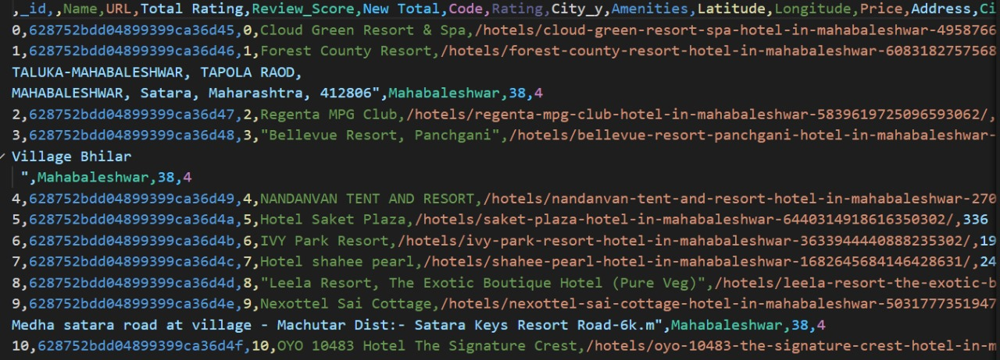 ,_id,,Name,URL,Total Rating,Review_Score,New Total,Code,Rating,City_y,Amenities,Latitude,Longitude,Price,Address,Ci
0,628752bdd04899399ca36d45,0,Cloud Green Resort & Spa,/hotels/cloud-green-resort-spa-hotel-in-mahabaleshwar-4958766
1,628752bdd04899399ca36d46,1,Forest County Resort,/hotels/forest-county-resort-hotel-in-mahabaleshwar-6083182757568
TALUKA-MAHABALESHWAR, TAPOLA RAOD,
MAHABALESHWAR, Satara, Maharashtra, 412806",Mahabaleshwar,38,4
2,628752bdd04899399ca36d47,2,Regenta MPG Club,/hotels/regenta-mpg-club-hotel-in-mahabaleshwar-5839619725096593062/,
3,628752bdd04899399ca36d48,3,"Bellevue Resort, Panchgani",/hotels/bellevue-resort-panchgani-hotel-in-mahabaleshwar-
Village Bhilar
",Mahabaleshwar,38,4
4,628752bdd04899399ca36d49,4,NANDANVAN TENT AND RESORT,/hotels/nandanvan-tent-and-resort-hotel-in-mahabaleshwar-270
5,628752bdd04899399ca36d4a,5,Hotel Saket Plaza,/hotels/saket-plaza-hotel-in-mahabaleshwar-6440314918616350302/,336
6,628752bdd04899399ca36d4b,6,IVY Park Resort,/hotels/ivy-park-resort-hotel-in-mahabaleshwar-3633944440888235302/,19
7,628752bdd04899399ca36d4c,7,Hotel shahee pearl,/hotels/shahee-pearl-hotel-in-mahabaleshwar-1682645684146428631/,24
8,628752bdd04899399ca36d4d,8,"Leela Resort, The Exotic Boutique Hotel (Pure Veg)",/hotels/leela-resort-the-exotic-b
9,628752bdd04899399ca36d4e,9,Nexottel Sai Cottage,/hotels/nexottel-sai-cottage-hotel-in-mahabaleshwar-5031777351947
Medha satara road at village - Machutar Dist:- Satara Keys Resort Road-6k.m",Mahabaleshwar,38,4
10,628752bdd04899399ca36d4f,10,OYO 10483 Hotel The Signature Crest,/hotels/oyo-10483-the-signature-crest-hotel-in-m